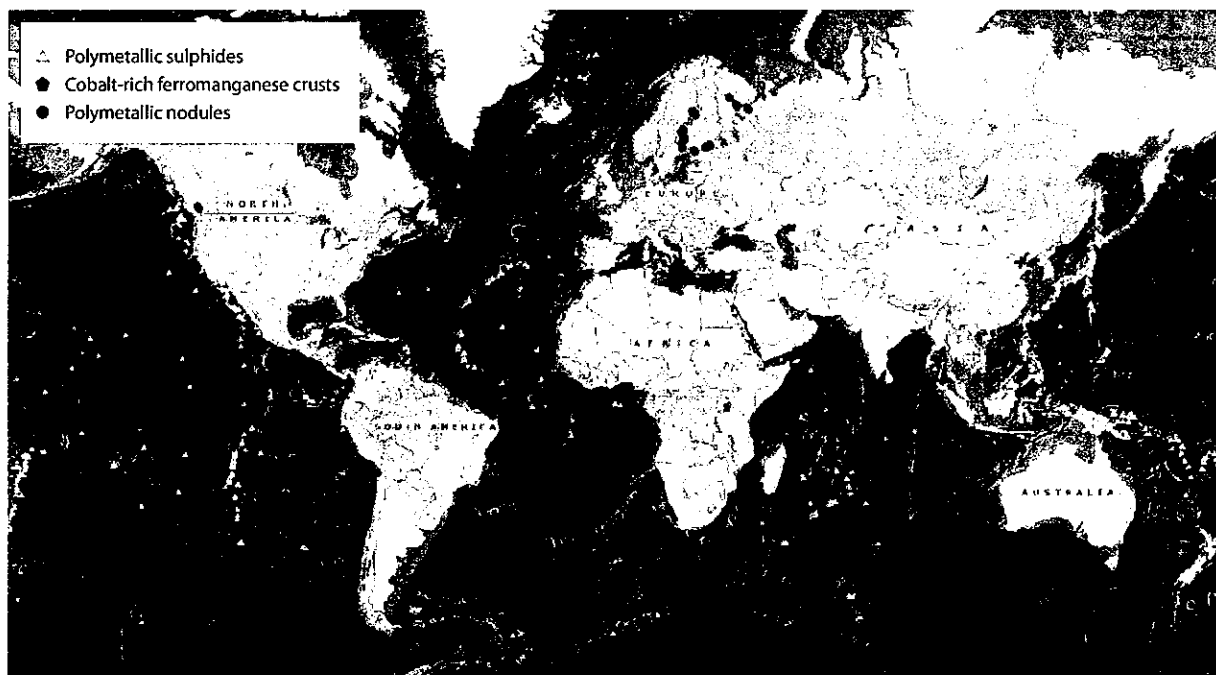 Polymetallic sulphides
Cobalt-rich ferromanganese crusts
Polymetallic nodules
NORTH
AMERICA
EUROPE
ASIA
AFRICA
SOUTH AMERICA
AUSTRALIA